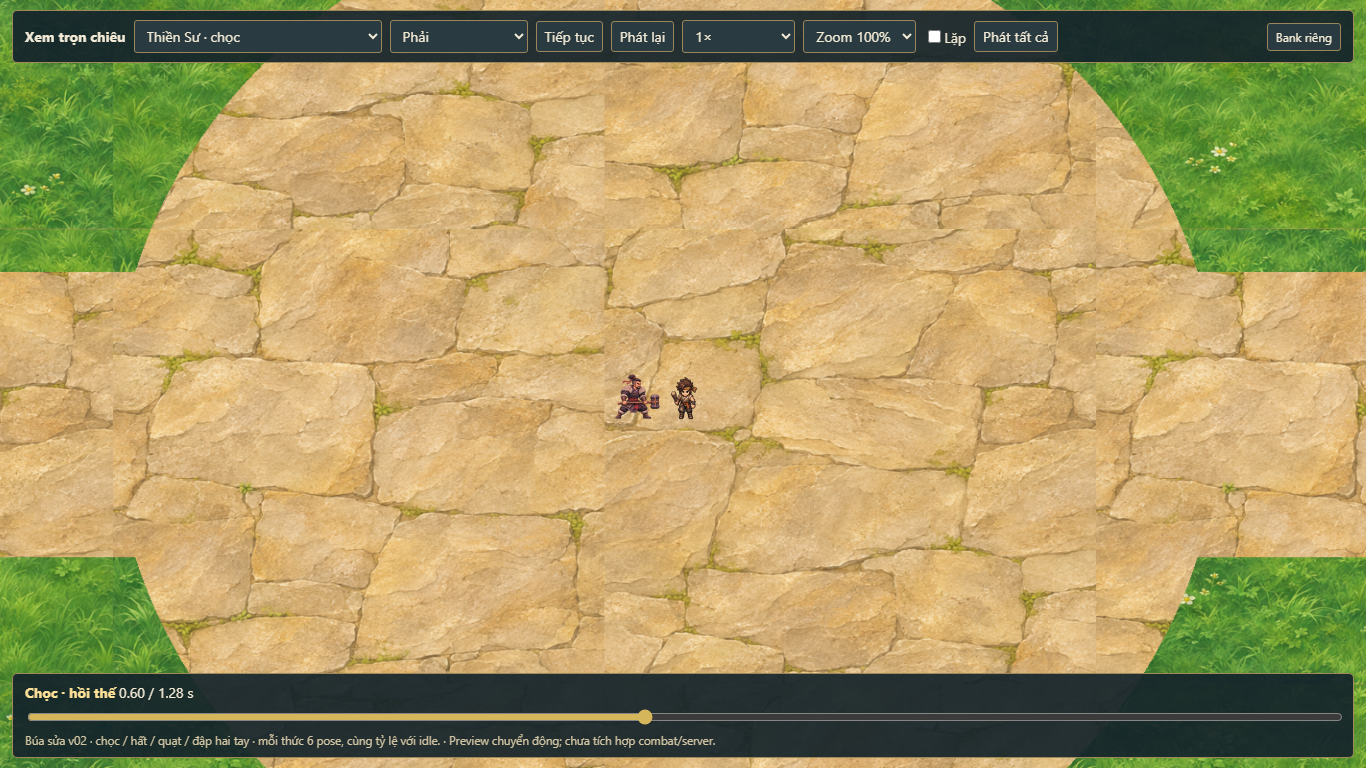 Xem trọn chiêu Thiền Sư · chọc Phải Tiếp tục Phát lại 1× Zoom 100% Lặp Phát tất cả Bank riêng
Chọc · hồi thế 0.60 / 1.28 s
Búa sửa v02 · chọc / hất / quạt / đập hai tay · mỗi thức 6 pose, cùng tỷ lệ với idle. · Preview chuyển động; chưa tích hợp combat/server.